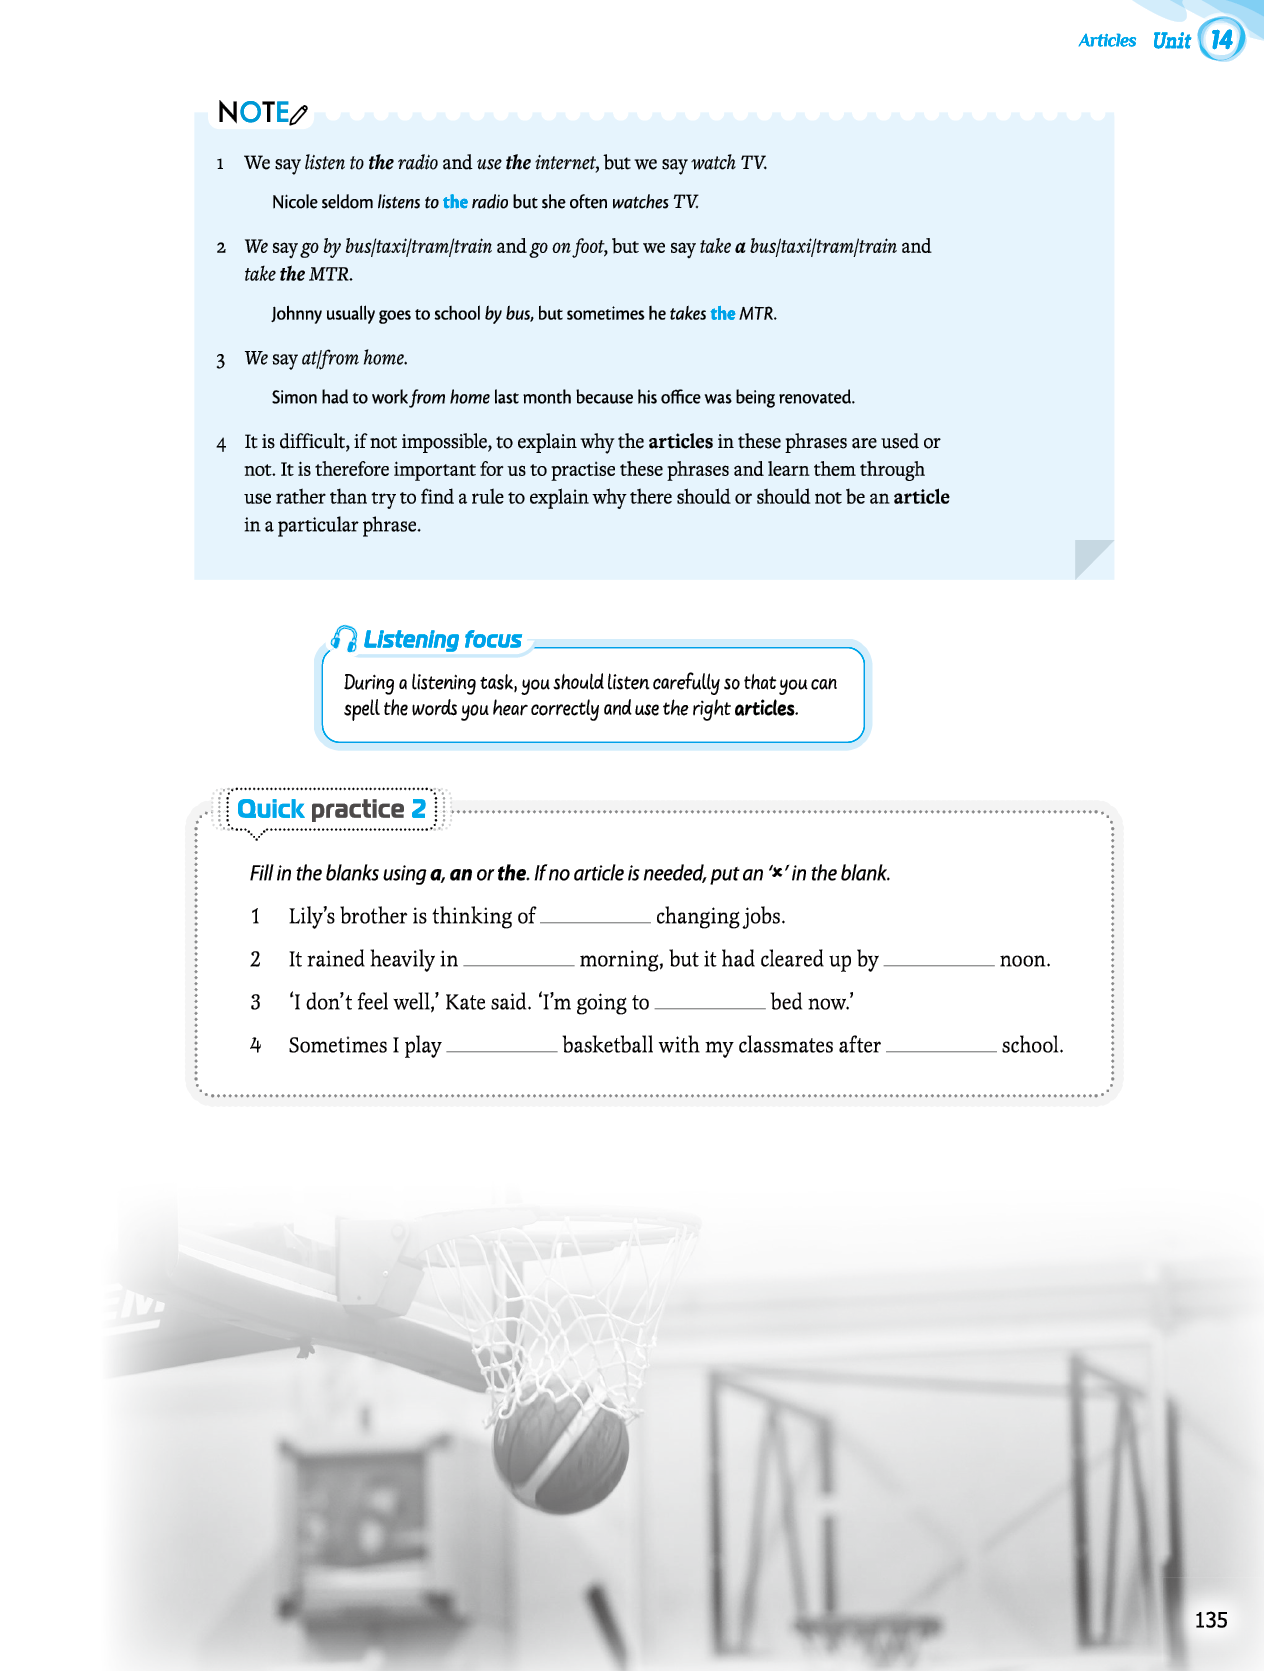 Articles Unit 14
NOTE
1 We say listen to the radio and use the internet, but we say watch TV.
Nicole seldom listens to the radio but she often watches TV.
2 We say go by bus/taxi/tram/train and go on foot, but we say take a bus/taxi/tram/train and
take the MTR.
Johnny usually goes to school by bus, but sometimes he takes the MTR.
3 We say at/from home.
Simon had to work from home last month because his office was being renovated.
4 It is difficult, if not impossible, to explain why the articles in these phrases are used or
not. It is therefore important for us to practise these phrases and learn them through
use rather than try to find a rule to explain why there should or should not be an article
in a particular phrase.
Listening focus
During a listening task, you should listen carefully so that you can
spell the words you hear correctly and use the right articles.
Quick practice 2
Fill in the blanks using a, an or the. If no article is needed, put an ‘×’ in the blank.
1 Lily’s brother is thinking of __________ changing jobs.
2 It rained heavily in __________ morning, but it had cleared up by __________ noon.
3 ‘I don’t feel well,’ Kate said. ‘I’m going to __________ bed now.’
4 Sometimes I play __________ basketball with my classmates after __________ school.
135